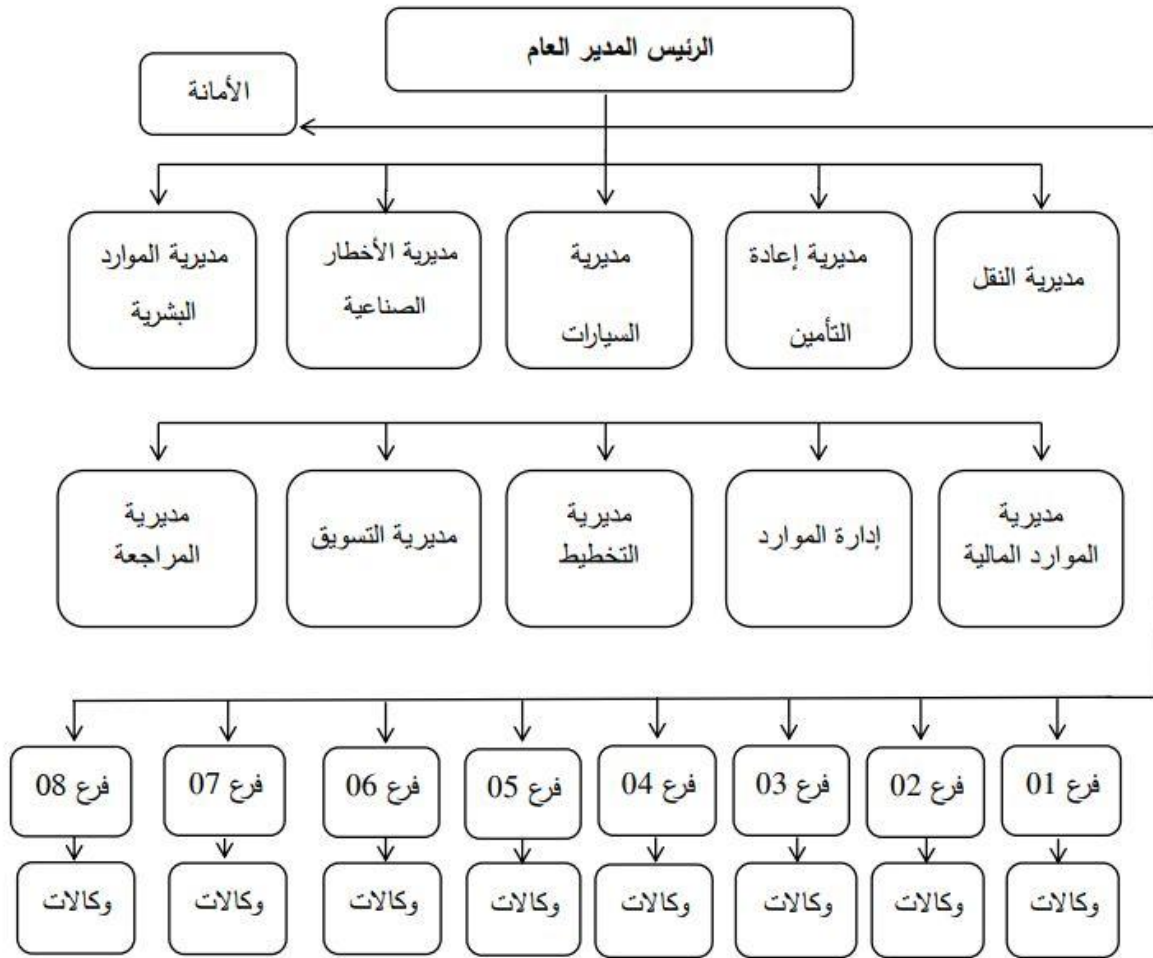 الرئيس المدير العام
الأمانة
مديرية النقل
مديرية إعادة
التأمين
مديرية
السيارات
مديرية الأخطار
الصناعية
مديرية الموارد
البشرية
مديرية
الموارد المالية
إدارة الموارد
مديرية
التخطيط
مديرية التسويق
مديرية
المراجعة
فرع 01
فرع 02
فرع 03
فرع 04
فرع 05
فرع 06
فرع 07
فرع 08
وكالات
وكالات
وكالات
وكالات
وكالات
وكالات
وكالات
وكالات